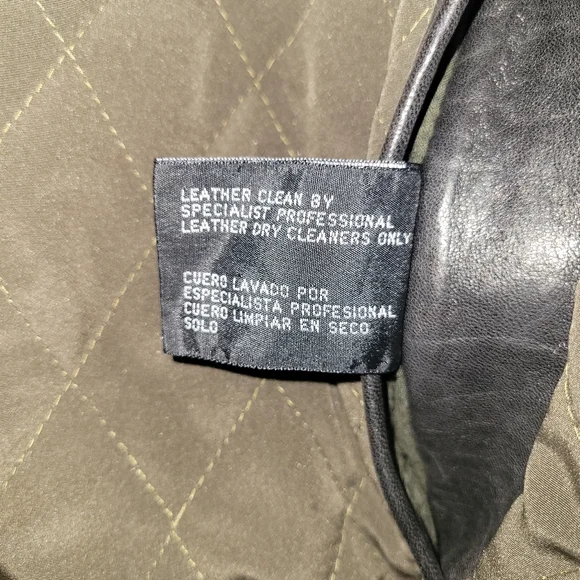 LEATHER CLEAN BY
SPECIALIST PROFESSIONAL
LEATHER DRY CLEANERS ONLY
CUERO LAVADO POR
ESPECIALISTA PROFESIONAL
CUERO LIMPIAR EN SECO
SOLO